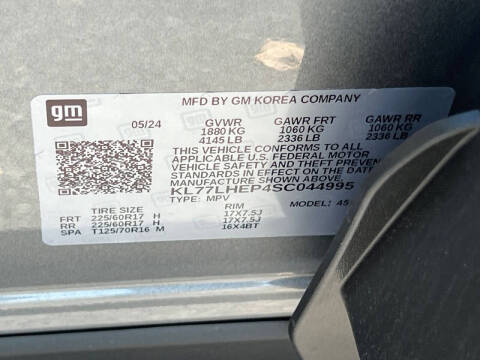 gm
MFD BY GM KOREA COMPANY
05/24 GVWR GAWR FRT GAWR RR
1880 KG 1060 KG 1060 KG
4145 LB 2336 LB 2336 LB
THIS VEHICLE CONFORMS TO ALL
APPLICABLE U.S. FEDERAL MOTOR
VEHICLE SAFETY AND THEFT PREVEN
STANDARDS IN EFFECT ON THE DATE
OF MANUFACTURE SHOWN ABOVE.
KL77LHEP4SC044995
TYPE: MPV MODEL: 45
TIRE SIZE RIM
FRT 225/60R17 H 17X7.5J
RR 225/60R17 H 17X7.5J
SPA T125/70R16 M 16X4BT